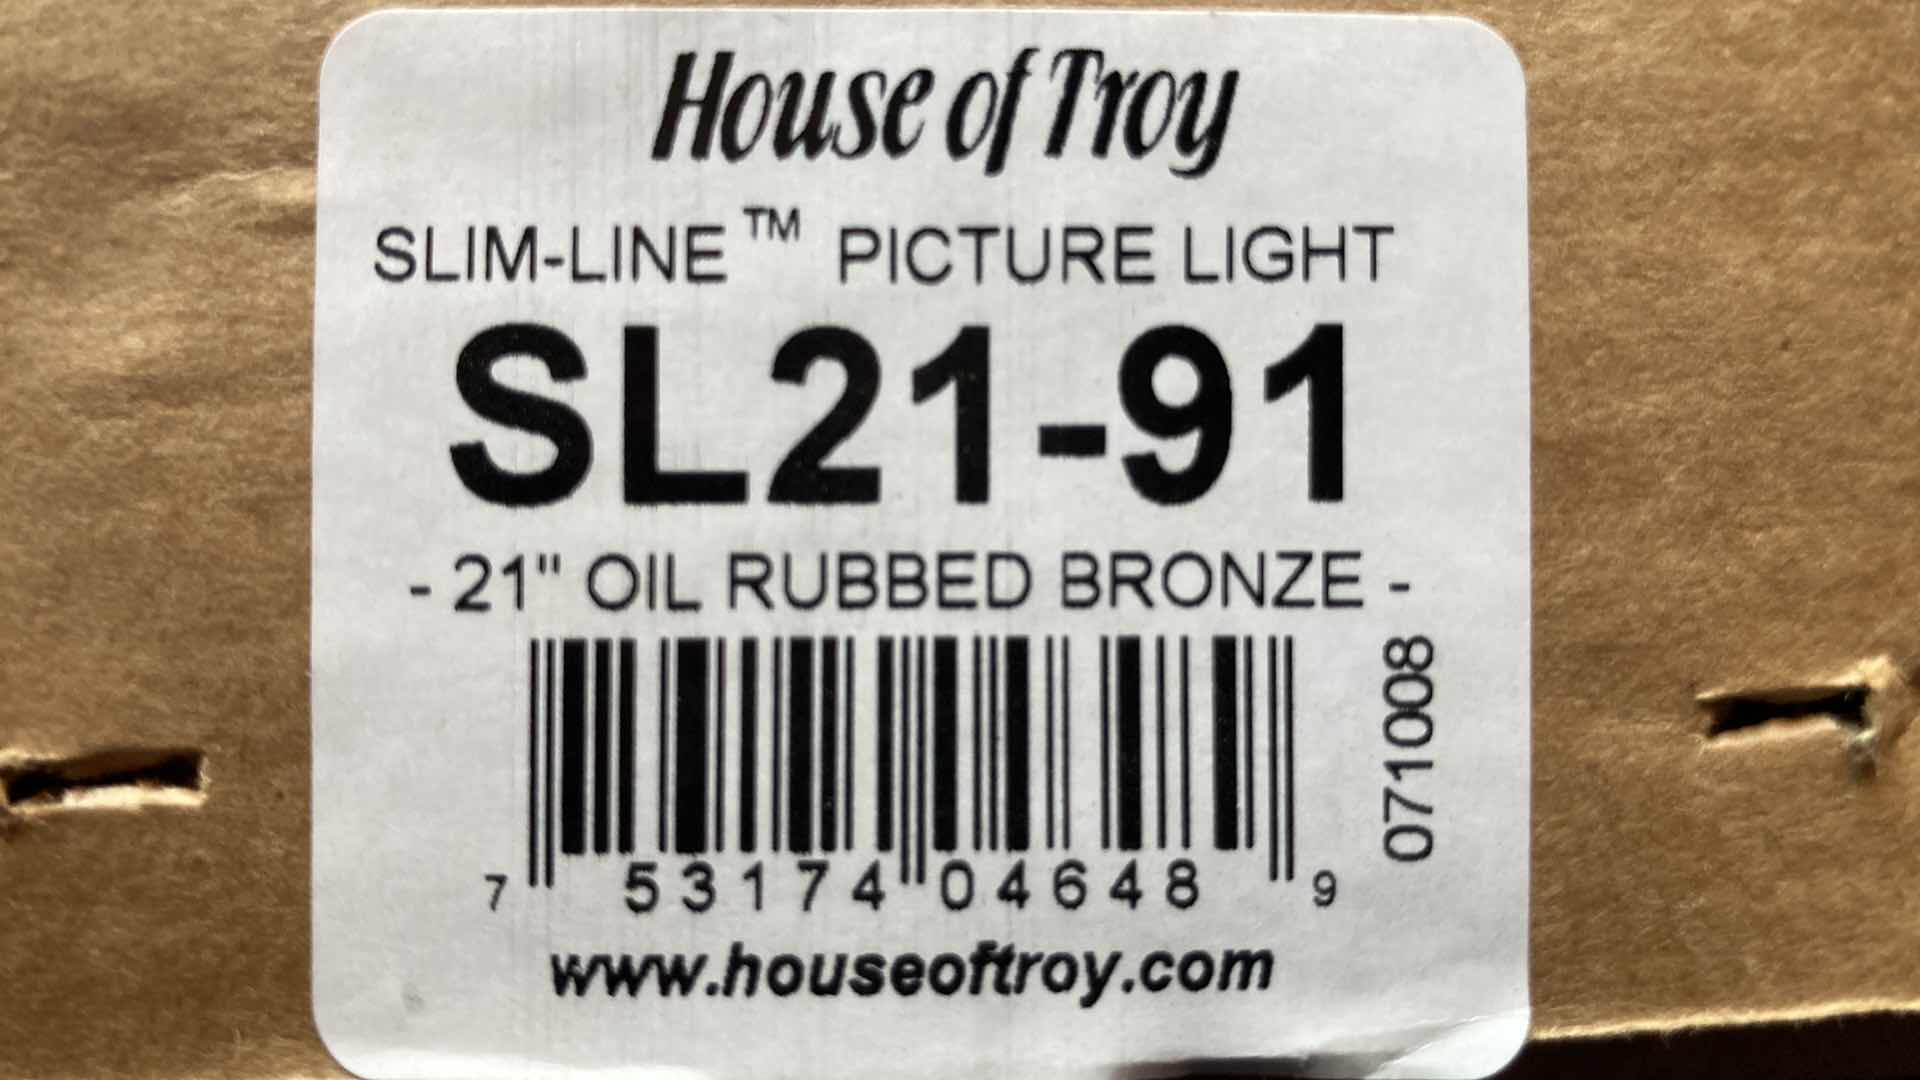 House of Troy
SLIM-LINE™ PICTURE LIGHT
SL21-91
- 21" OIL RUBBED BRONZE -
071008
7 53174 04648 9
www.houseoftroy.com